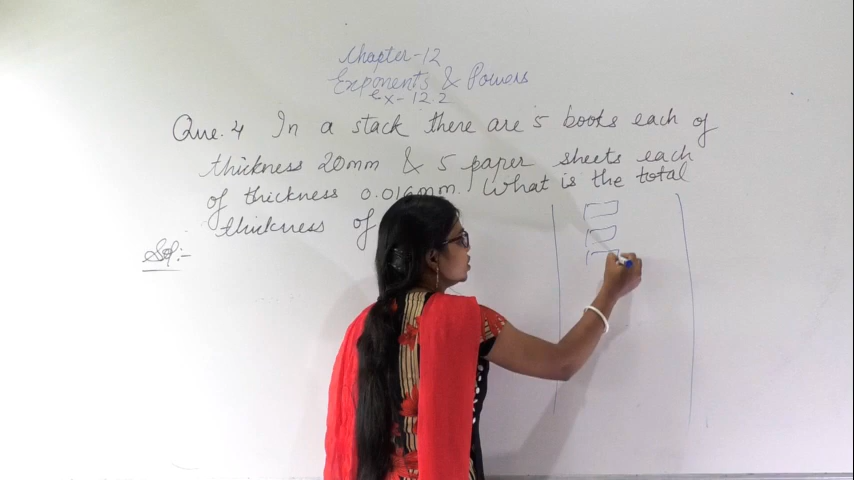 Chapter-12
Exponents & Powers
ex-12.2
Que. 4 In a stack there are 5 books each of
thickness 20mm & 5 paper sheets each
of thickness 0.016mm. What is the total
thickness of
Sol:-